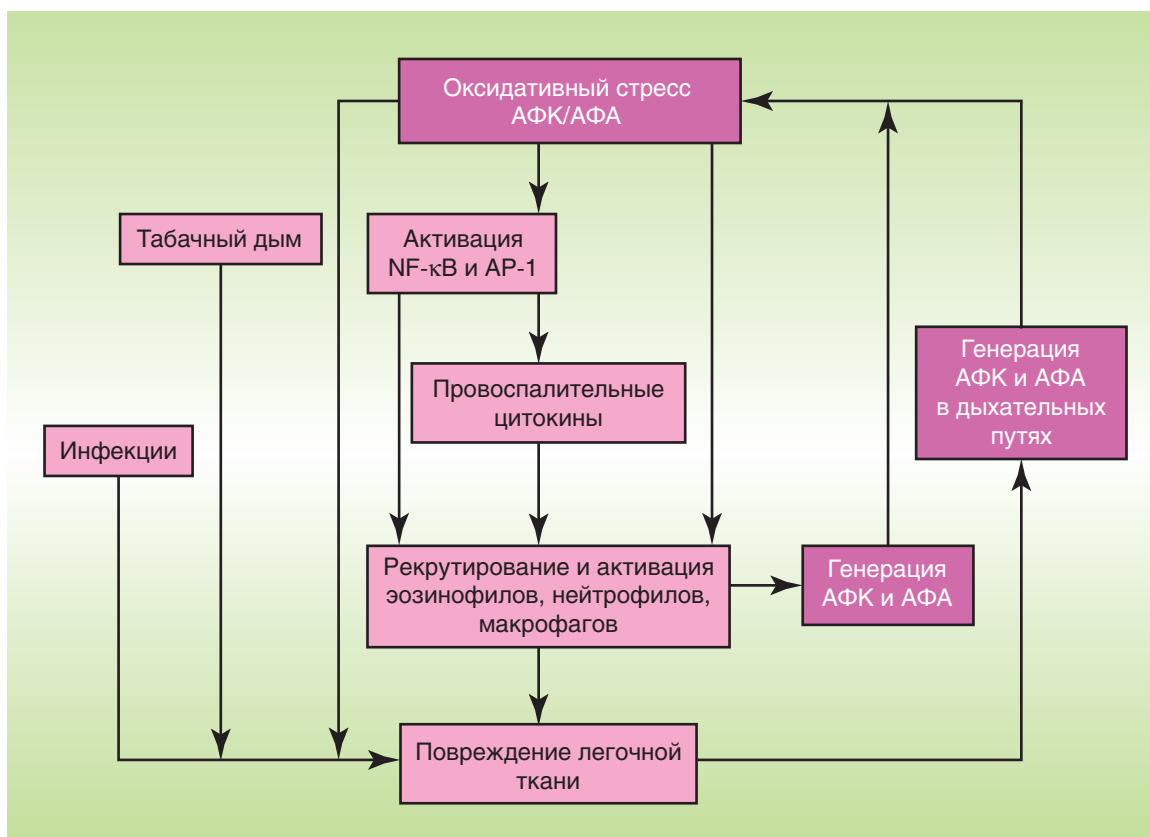 Оксидативный стресс
АФК/АФА
Табачный дым
Активация
NF-κB и AP-1
Провоспалительные
цитокины
Генерация
АФК и АФА
в дыхательных
путях
Инфекции
Рекрутирование и активация
эозинофилов, нейтрофилов,
макрофагов
Генерация
АФК и АФА
Повреждение легочной
ткани